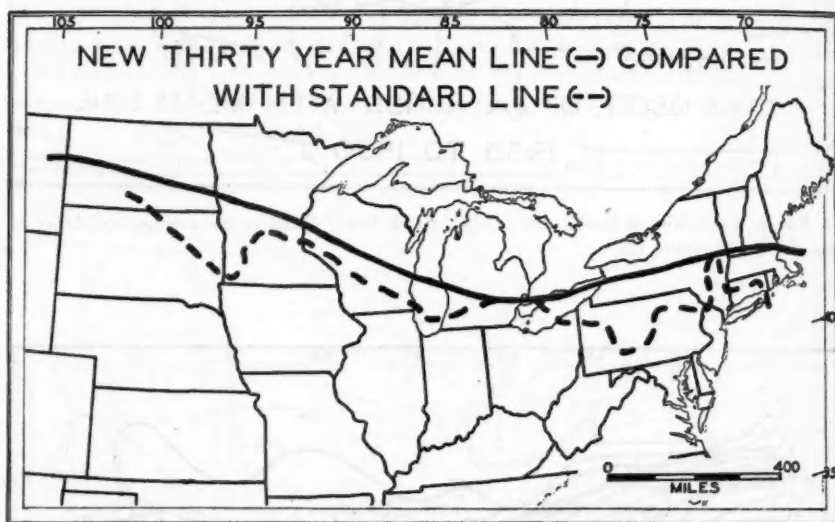 105 100 95 90 85 80 75 70
NEW THIRTY YEAR MEAN LINE (—) COMPARED
WITH STANDARD LINE (--)
40
35
0 400
MILES